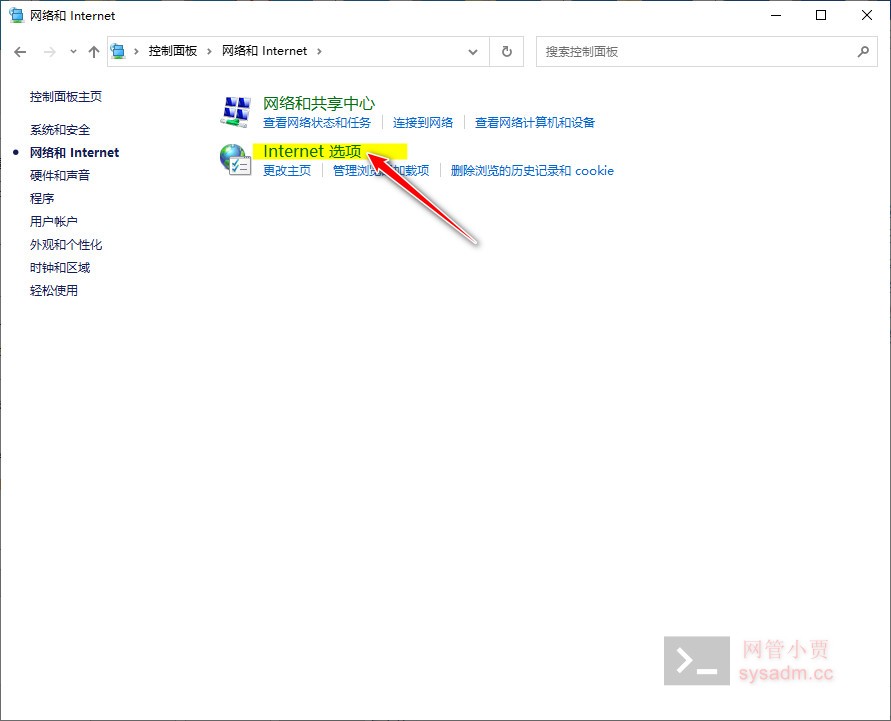 网络和 Internet
控制面板 网络和 Internet
搜索控制面板
控制面板主页
系统和安全
网络和 Internet
硬件和声音
程序
用户帐户
外观和个性化
时钟和区域
轻松使用
网络和共享中心
查看网络状态和任务 连接到网络 查看网络计算机和设备
Internet 选项
更改主页 管理浏览 加载项 删除浏览的历史记录和 cookie
网管小贾
sysadm.cc